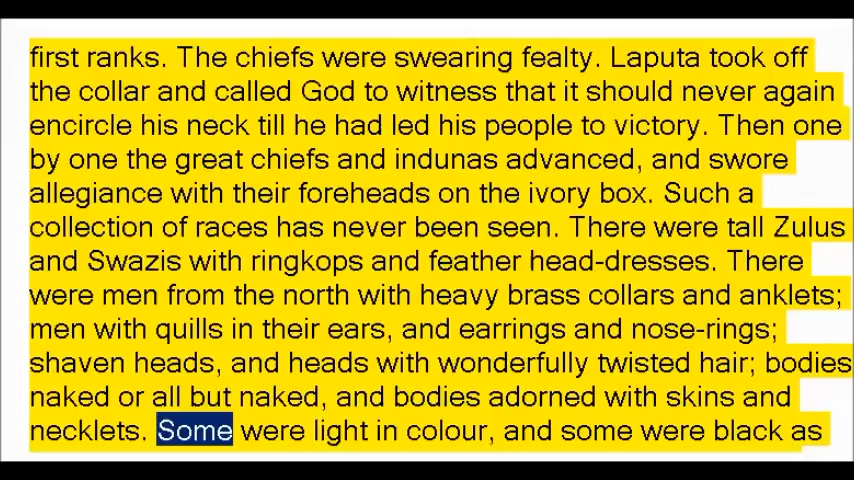 first ranks. The chiefs were swearing fealty. Laputa took off
the collar and called God to witness that it should never again
encircle his neck till he had led his people to victory. Then one
by one the great chiefs and indunas advanced, and swore
allegiance with their foreheads on the ivory box. Such a
collection of races has never been seen. There were tall Zulus
and Swazis with ringkops and feather head-dresses. There
were men from the north with heavy brass collars and anklets;
men with quills in their ears, and earrings and nose-rings;
shaven heads, and heads with wonderfully twisted hair; bodies
naked or all but naked, and bodies adorned with skins and
necklets. Some were light in colour, and some were black as